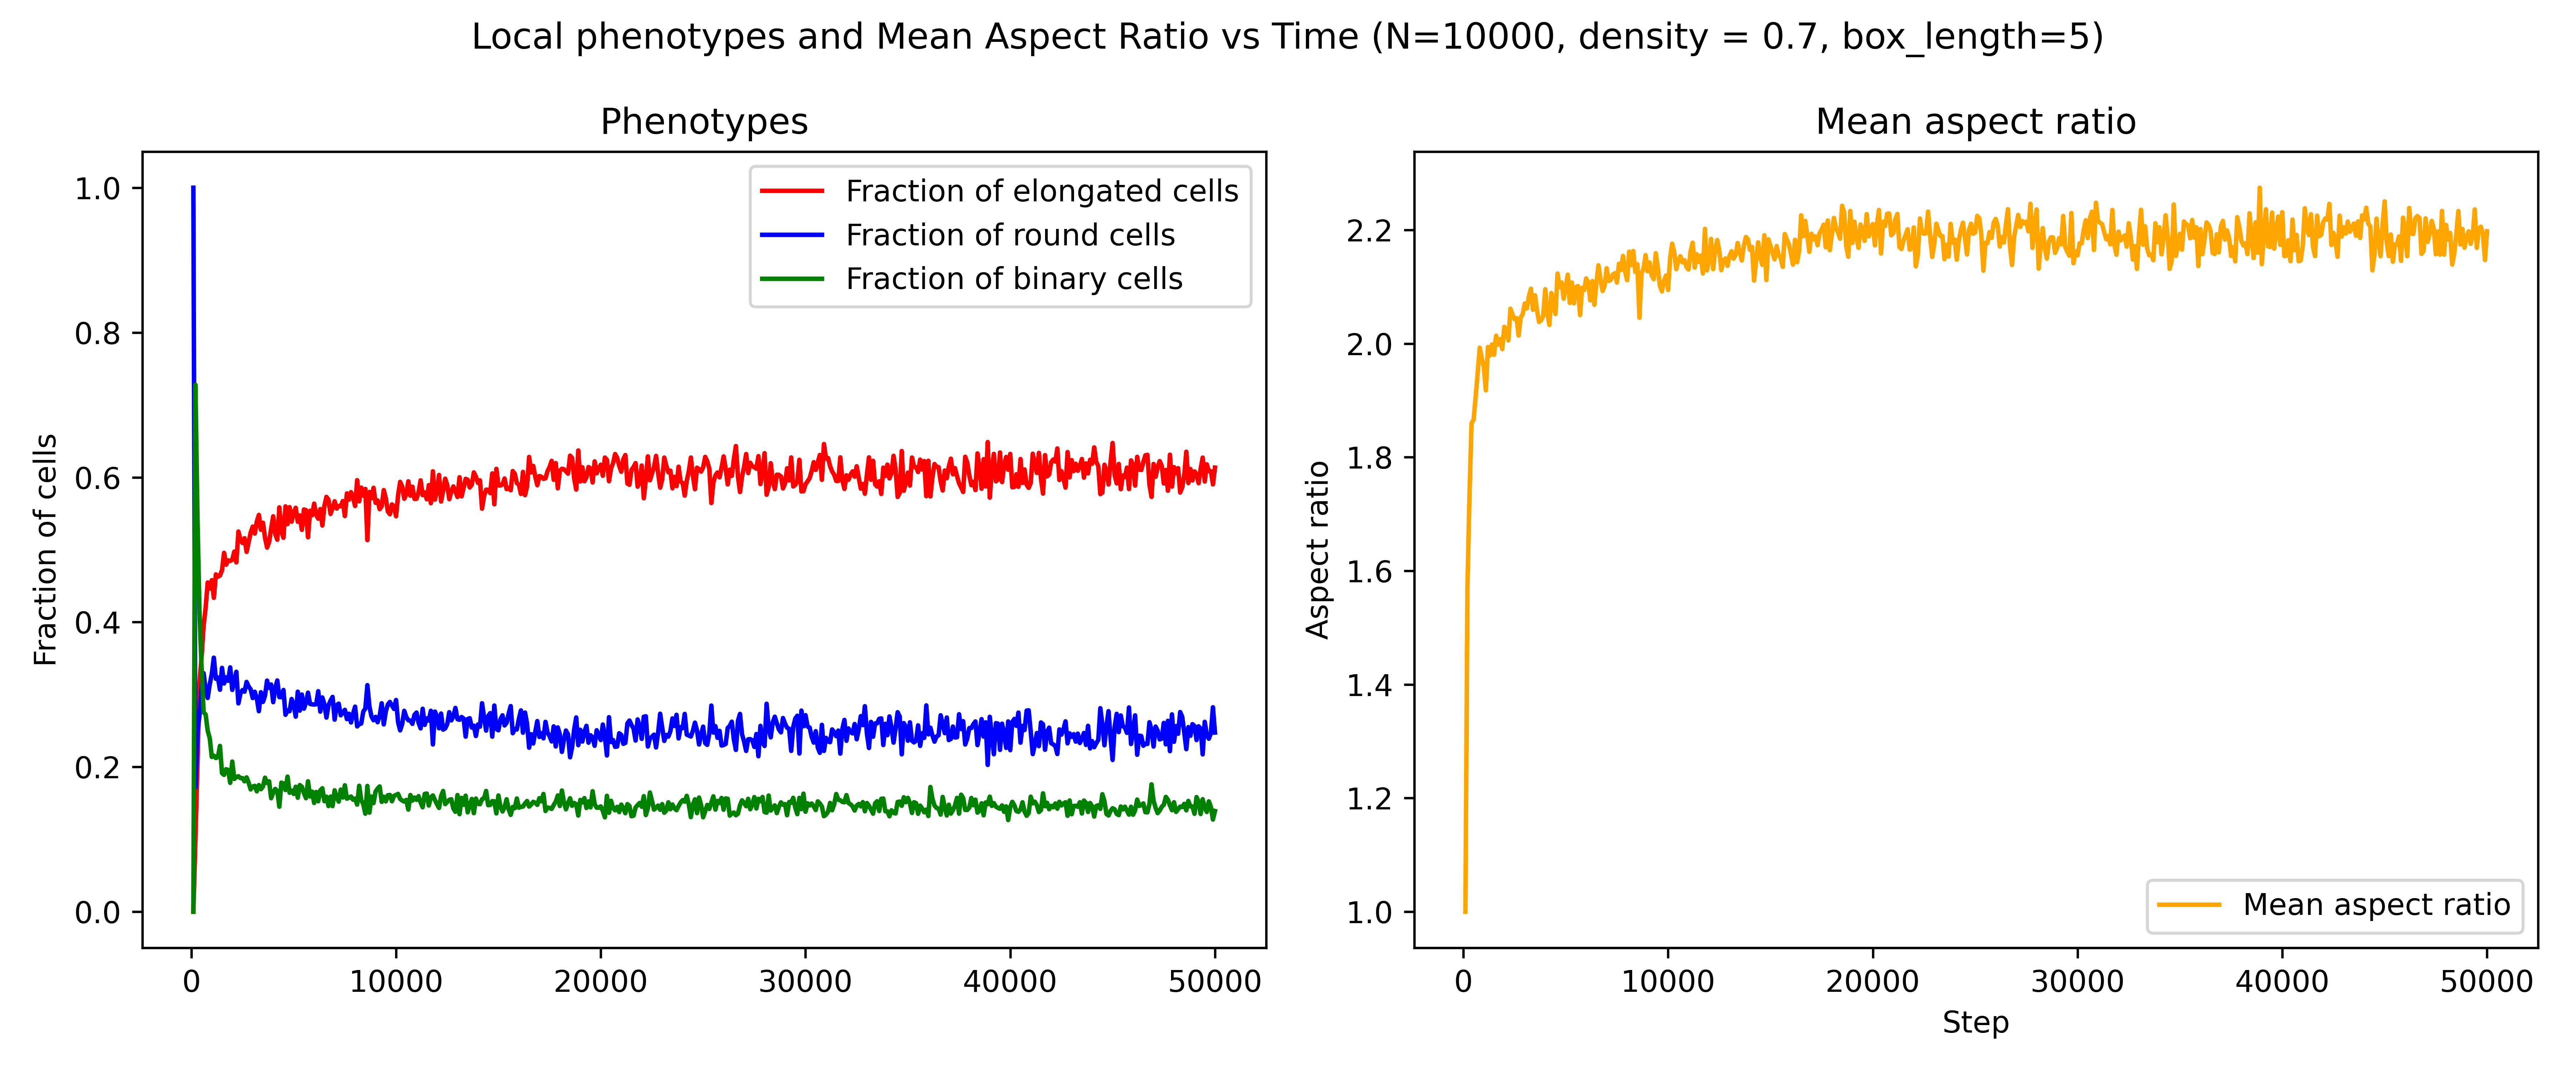 Local phenotypes and Mean Aspect Ratio vs Time (N=10000, density = 0.7, box_length=5)
Phenotypes
Fraction of cells
1.0
0.8
0.6
0.4
0.2
0.0
Fraction of elongated cells
Fraction of round cells
Fraction of binary cells
0 10000 20000 30000 40000 50000
Mean aspect ratio
Aspect ratio
2.2
2.0
1.8
1.6
1.4
1.2
1.0
Mean aspect ratio
0 10000 20000 30000 40000 50000
Step